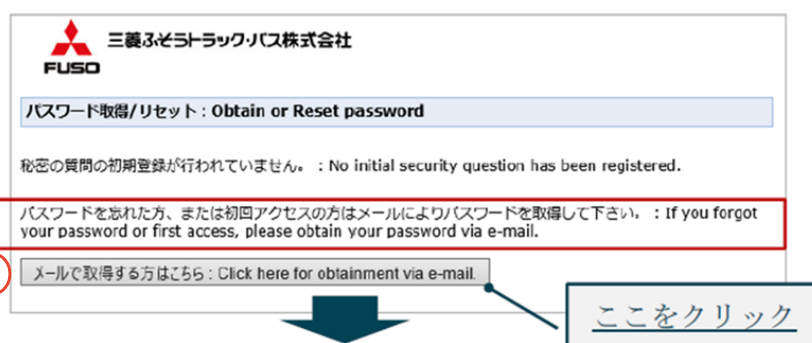 三菱ふそうトラック・バス株式会社
FUSO
パスワード取得/リセット : Obtain or Reset password
秘密の質問の初期登録が行われていません。 : No initial security question has been registered.
パスワードを忘れた方、または初回アクセスの方はメールによりパスワードを取得して下さい。 : If you forgot
your password or first access, please obtain your password via e-mail.
メールで取得する方はこちら : Click here for obtainment via e-mail.
ここをクリック